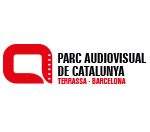 PARC AUDIOVISUAL
DE CATALUNYA
TERRASSA - BARCELONA